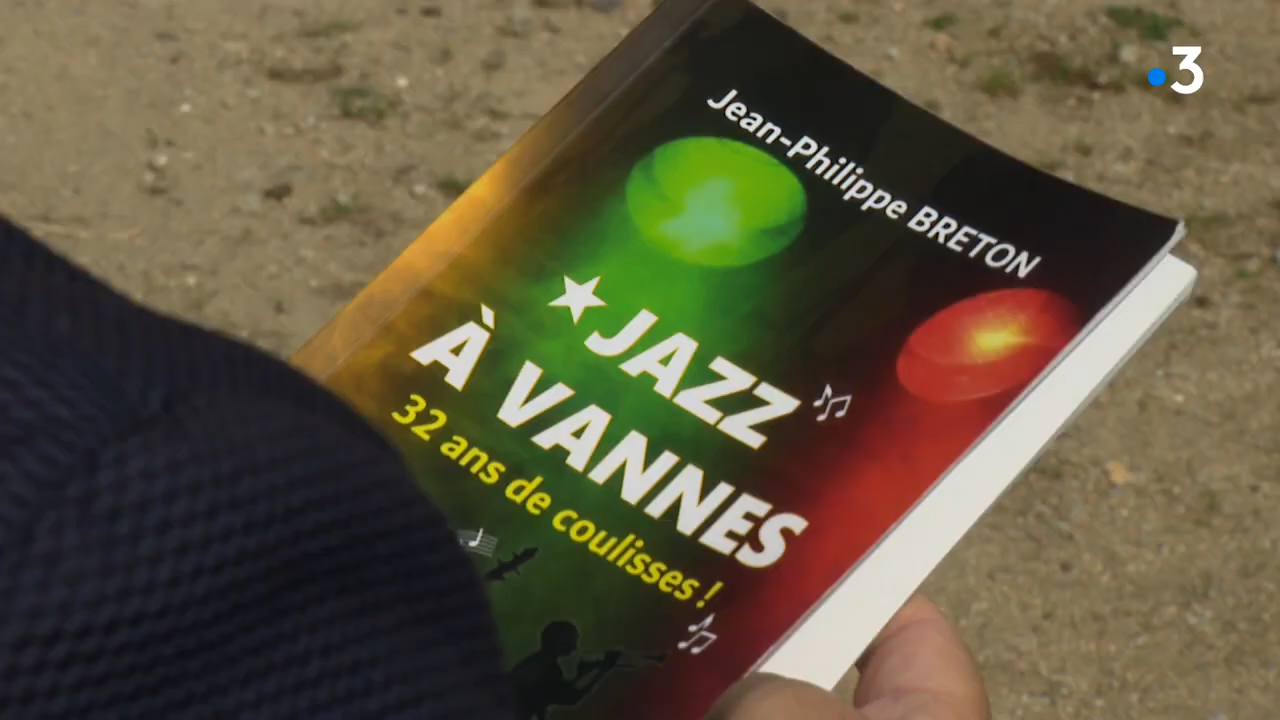 3
Jean-Philippe BRETON
JAZZ
À VANNES
32 ans de coulisses !